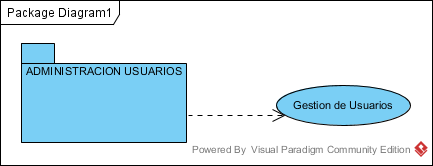 Package Diagram1
ADMINISTRACION USUARIOS
Gestion de Usuarios
Powered By Visual Paradigm Community Edition